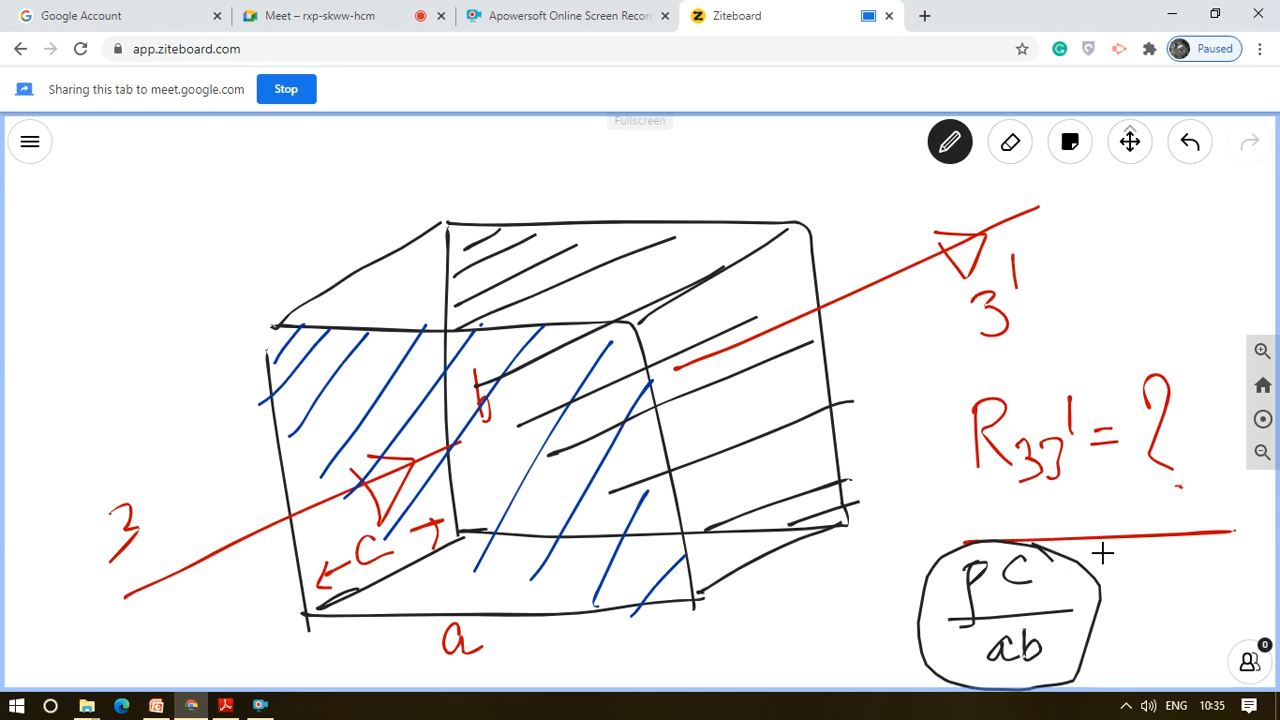 Google Account
Meet – rxp-skww-hcm
Apowersoft Online Screen Recor
Ziteboard
app.ziteboard.com
Paused
Sharing this tab to meet.google.com
Stop
Fullscreen
3'
b
R33' = ?
3
c
ρc
ab
a
0
ENG
10:35